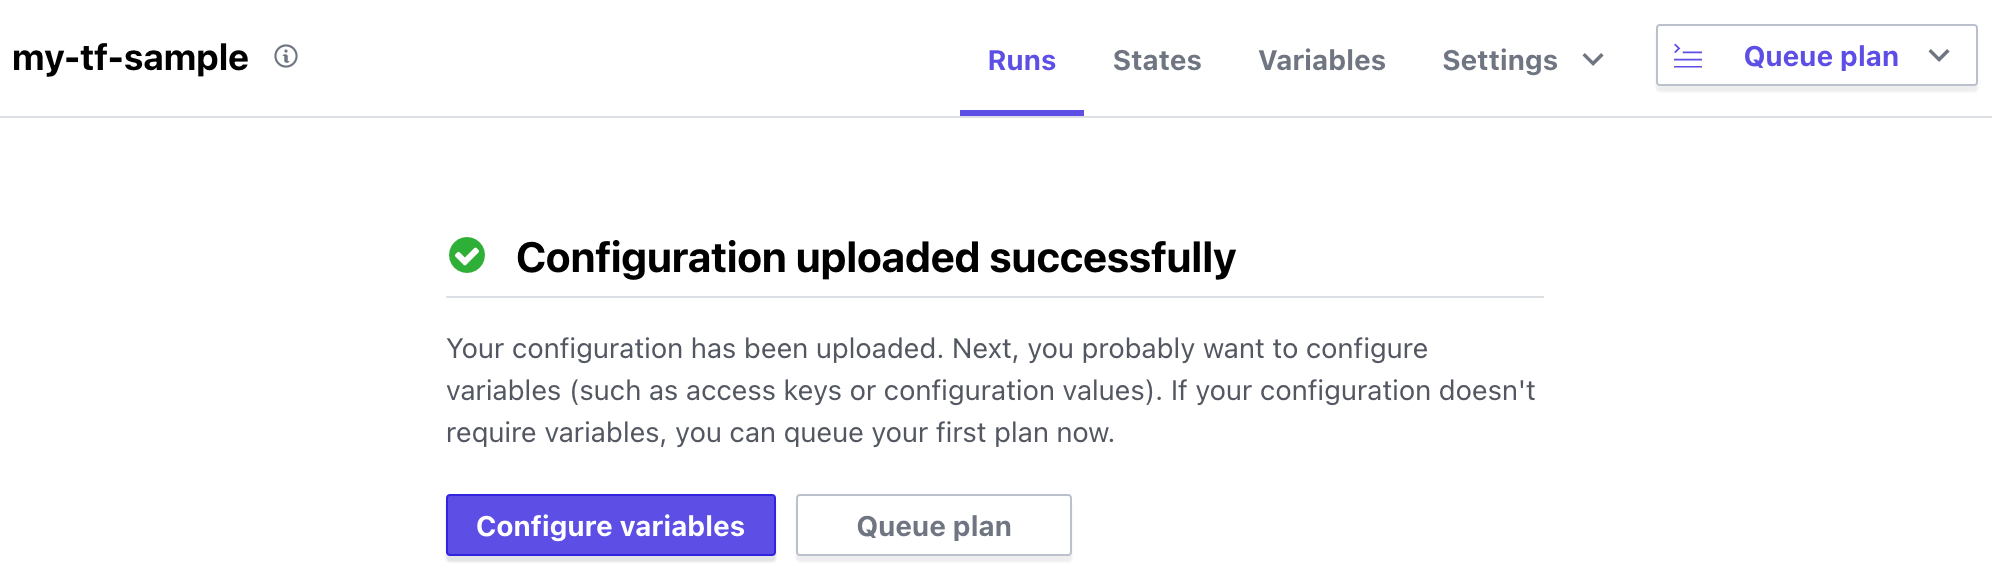 my-tf-sample
Runs
States
Variables
Settings
Queue plan
Configuration uploaded successfully
Your configuration has been uploaded. Next, you probably want to configure
variables (such as access keys or configuration values). If your configuration doesn't
require variables, you can queue your first plan now.
Configure variables
Queue plan